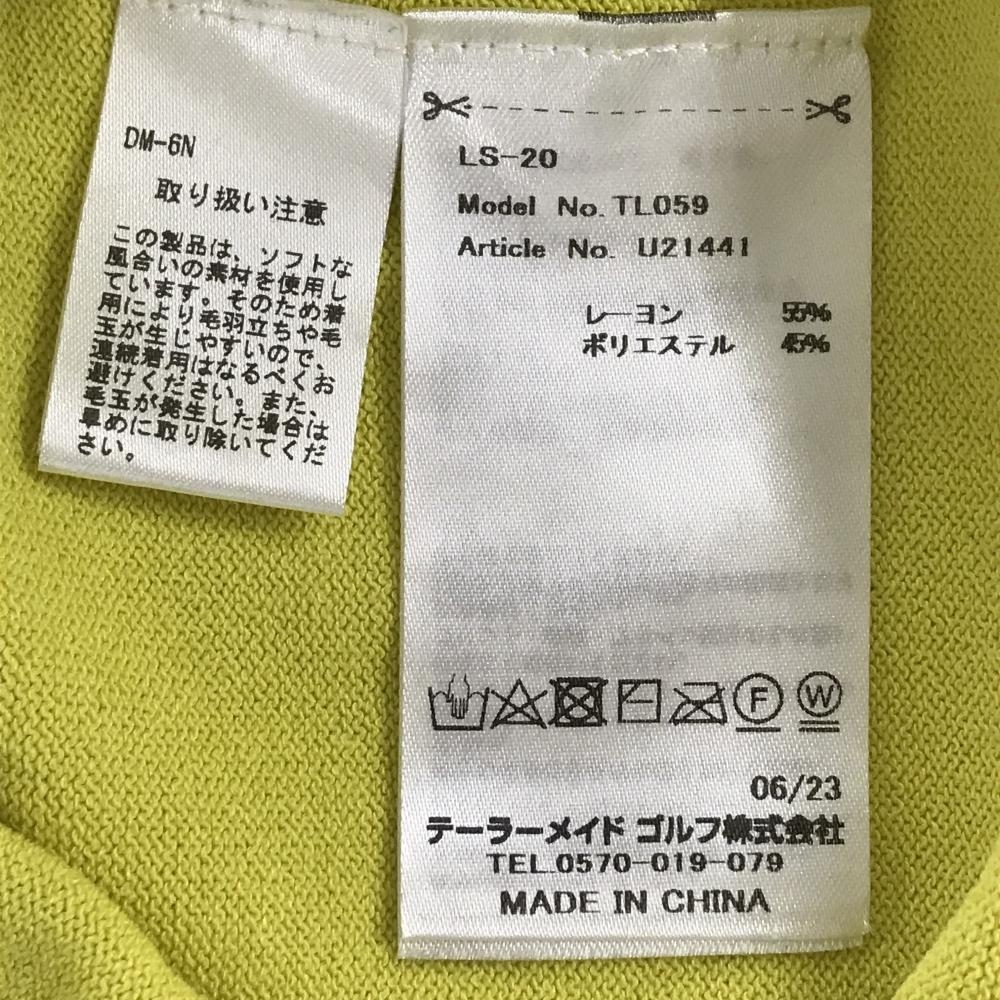 DM-6N
取り扱い注意
この製品は、ソフトな
風合いの素材を使用し
ています。そのため着
用により毛羽立ちや毛
玉が生じやすいので、
連続着用はなるべくお
避けください。また、
毛玉が発生した場合は
早めに取り除いてくだ
さい。
LS-20
Model No. TL059
Article No. U21441
レーヨン 55%
ポリエステル 45%
F W
06/23
テーラーメイド ゴルフ株式会社
TEL.0570-019-079
MADE IN CHINA